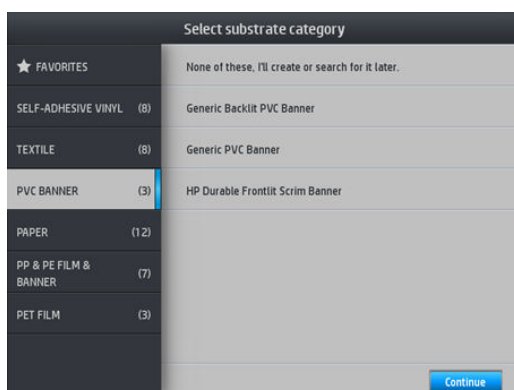 Select substrate category
FAVORITES
None of these, I'll create or search for it later.
SELF-ADHESIVE VINYL (8)
Generic Backlit PVC Banner
TEXTILE (8)
Generic PVC Banner
PVC BANNER (3)
HP Durable Frontlit Scrim Banner
PAPER (12)
PP & PE FILM &
BANNER (7)
PET FILM (3)
Continue